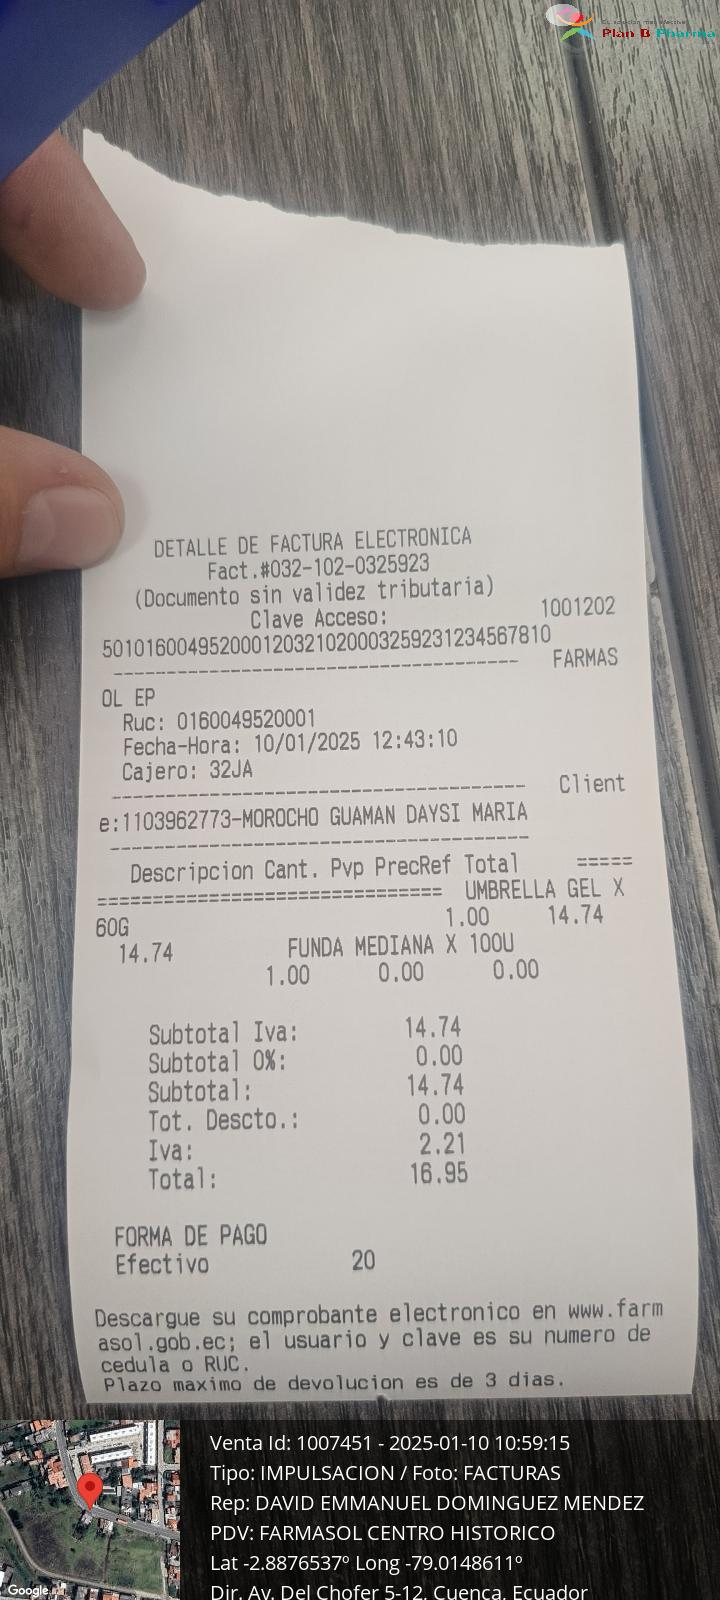 Plan B Pharma
DETALLE DE FACTURA ELECTRONICA
Fact.#032-102-0325923
(Documento sin validez tributaria)
Clave Acceso: 1001202
501016004952000120321020003259231234567810
------------------------------------- FARMAS
OL EP
Ruc: 0160049520001
Fecha-Hora: 10/01/2025 12:43:10
Cajero: 32JA
------------------------------------- Client
e:1103962773-MOROCHO GUAMAN DAYSI MARIA
-------------------------------------
Descripcion Cant. Pvp PrecRef Total =====
=============================== UMBRELLA GEL X
60G 1.00 14.74
14.74 FUNDA MEDIANA X 100U
1.00 0.00 0.00
Subtotal Iva: 14.74
Subtotal 0%: 0.00
Subtotal: 14.74
Tot. Descto.: 0.00
Iva: 2.21
Total: 16.95
FORMA DE PAGO
Efectivo 20
Descargue su comprobante electronico en www.farm
asol.gob.ec; el usuario y clave es su numero de
cedula o RUC.
Plazo maximo de devolucion es de 3 dias.
Venta Id: 1007451 - 2025-01-10 10:59:15
Tipo: IMPULSACION / Foto: FACTURAS
Rep: DAVID EMMANUEL DOMINGUEZ MENDEZ
PDV: FARMASOL CENTRO HISTORICO
Lat -2.8876537º Long -79.0148611º
Dir. Av. Del Chofer 5-12, Cuenca, Ecuador
Google